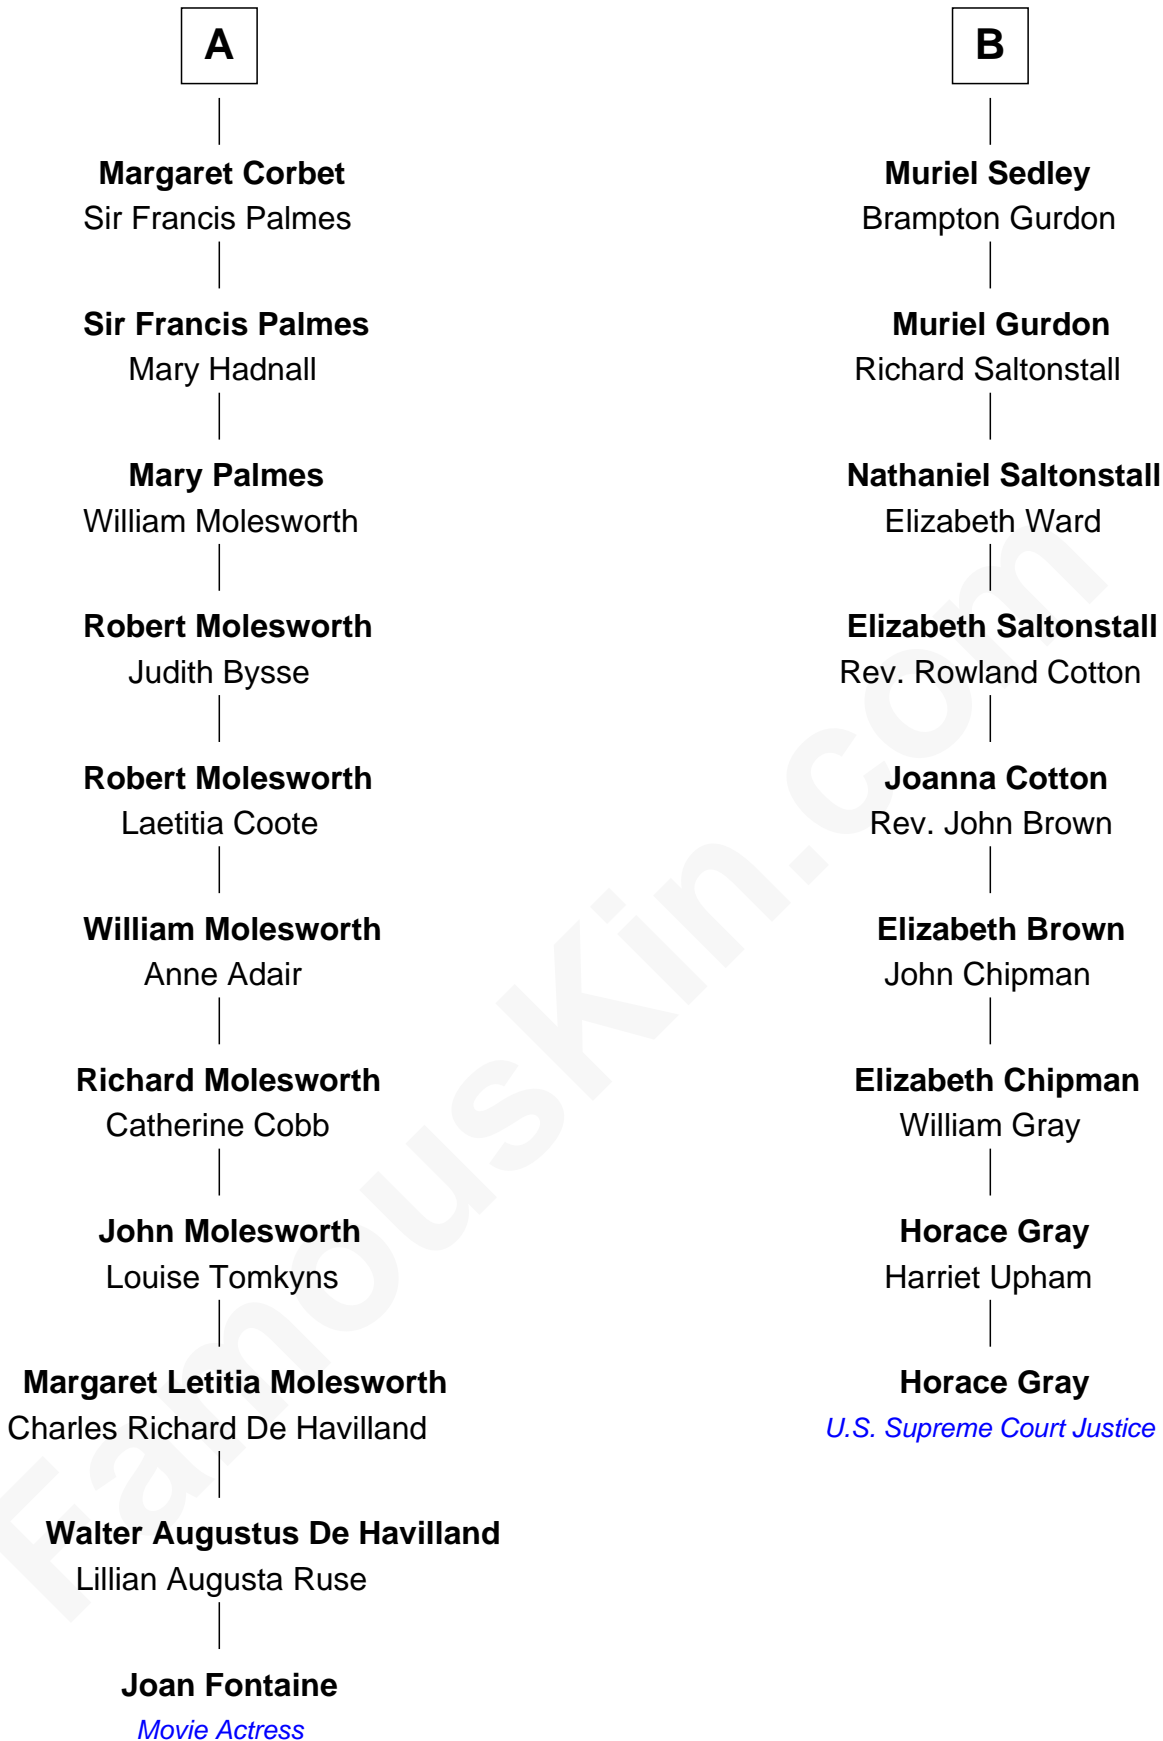 A
Margaret Corbet
Sir Francis Palmes
Sir Francis Palmes
Mary Hadnall
Mary Palmes
William Molesworth
Robert Molesworth
Judith Bysse
Robert Molesworth
Laetitia Coote
William Molesworth
Anne Adair
Richard Molesworth
Catherine Cobb
John Molesworth
Louise Tomkyns
Margaret Letitia Molesworth
Charles Richard De Havilland
Walter Augustus De Havilland
Lillian Augusta Ruse
Joan Fontaine
Movie Actress
B
Muriel Sedley
Brampton Gurdon
Muriel Gurdon
Richard Saltonstall
Nathaniel Saltonstall
Elizabeth Ward
Elizabeth Saltonstall
Rev. Rowland Cotton
Joanna Cotton
Rev. John Brown
Elizabeth Brown
John Chipman
Elizabeth Chipman
William Gray
Horace Gray
Harriet Upham
Horace Gray
U.S. Supreme Court Justice
FamousKin.com